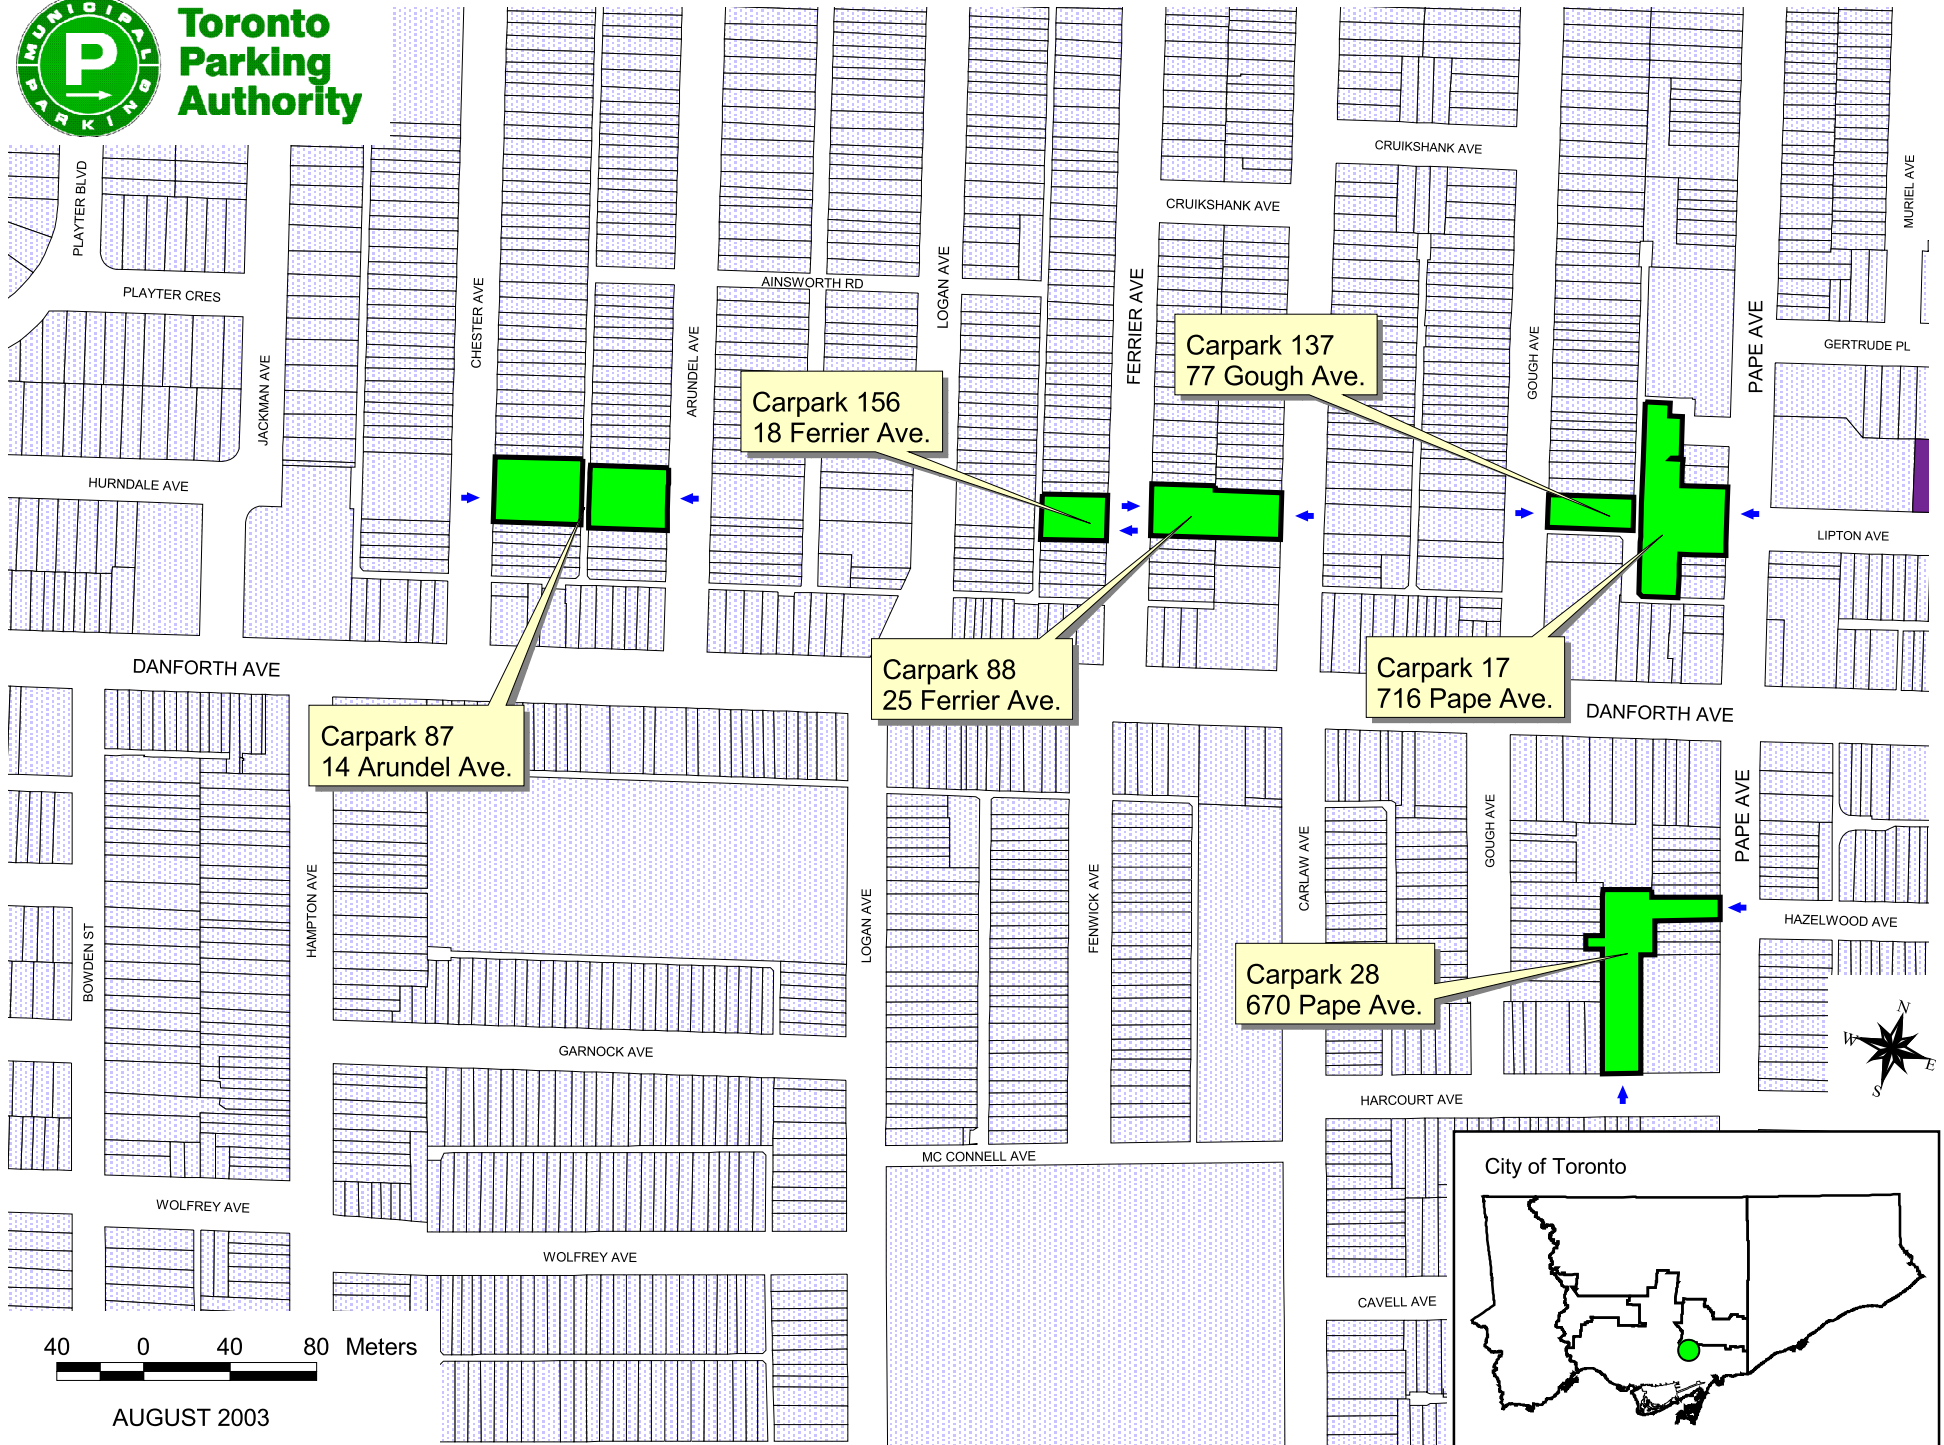 MUNICIPAL PARKING
P
Toronto
Parking
Authority
PLAYTER BLVD
PLAYTER CRES
JACKMAN AVE
HURNDALE AVE
CHESTER AVE
ARUNDEL AVE
AINSWORTH RD
LOGAN AVE
FERRIER AVE
CRUIKSHANK AVE
CRUIKSHANK AVE
GOUGH AVE
PAPE AVE
MURIEL AVE
GERTRUDE PL
LIPTON AVE
Carpark 137
77 Gough Ave.
Carpark 156
18 Ferrier Ave.
Carpark 88
25 Ferrier Ave.
Carpark 17
716 Pape Ave.
Carpark 87
14 Arundel Ave.
DANFORTH AVE
DANFORTH AVE
BOWDEN ST
HAMPTON AVE
LOGAN AVE
FENWICK AVE
CARLAW AVE
GOUGH AVE
PAPE AVE
HAZELWOOD AVE
Carpark 28
670 Pape Ave.
GARNOCK AVE
HARCOURT AVE
MC CONNELL AVE
WOLFREY AVE
WOLFREY AVE
CAVELL AVE
N
W
E
S
City of Toronto
40 0 40 80 Meters
AUGUST 2003